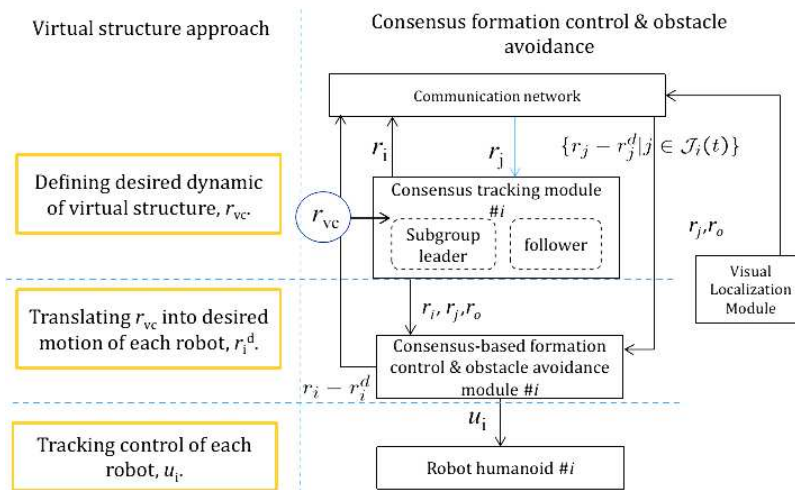 Virtual structure approach
Consensus formation control & obstacle
avoidance
Communication network
r_i
r_j
{r_j − r_j^d|j ∈ 𝒥_i(t)}
Defining desired dynamic
of virtual structure, r_vc.
Consensus tracking module
#i
r_vc
Subgroup
leader
follower
r_j,r_o
Visual
Localization
Module
Translating r_vc into desired
motion of each robot, r_i^d.
r_i, r_j,r_o
Consensus-based formation
control & obstacle avoidance
module #i
r_i − r_i^d
u_i
Tracking control of each
robot, u_i.
Robot humanoid #i